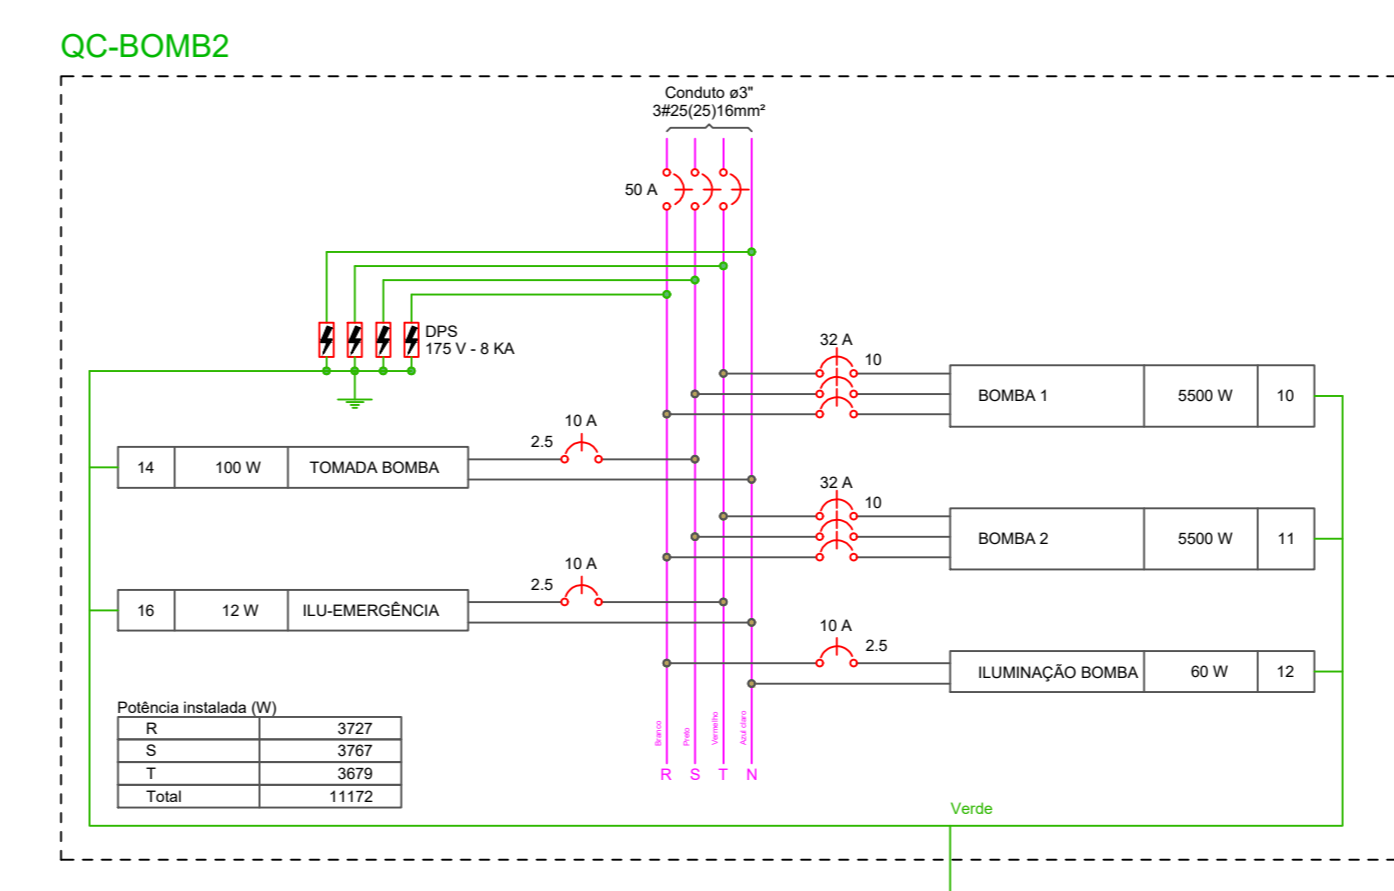 QC-BOMB2
Conduto ø3"
3#25(25)16mm²
50 A
DPS
175 V - 8 KA
32 A
10
BOMBA 1 5500 W 10
10 A
2.5
14 100 W TOMADA BOMBA
32 A
10
BOMBA 2 5500 W 11
10 A
2.5
16 12 W ILU-EMERGÊNCIA
10 A
2.5
ILUMINAÇÃO BOMBA 60 W 12
Potência instalada (W)
R 3727
S 3767
T 3679
Total 11172
Branco
Preto
Vermelho
Azul claro
R S T N
Verde